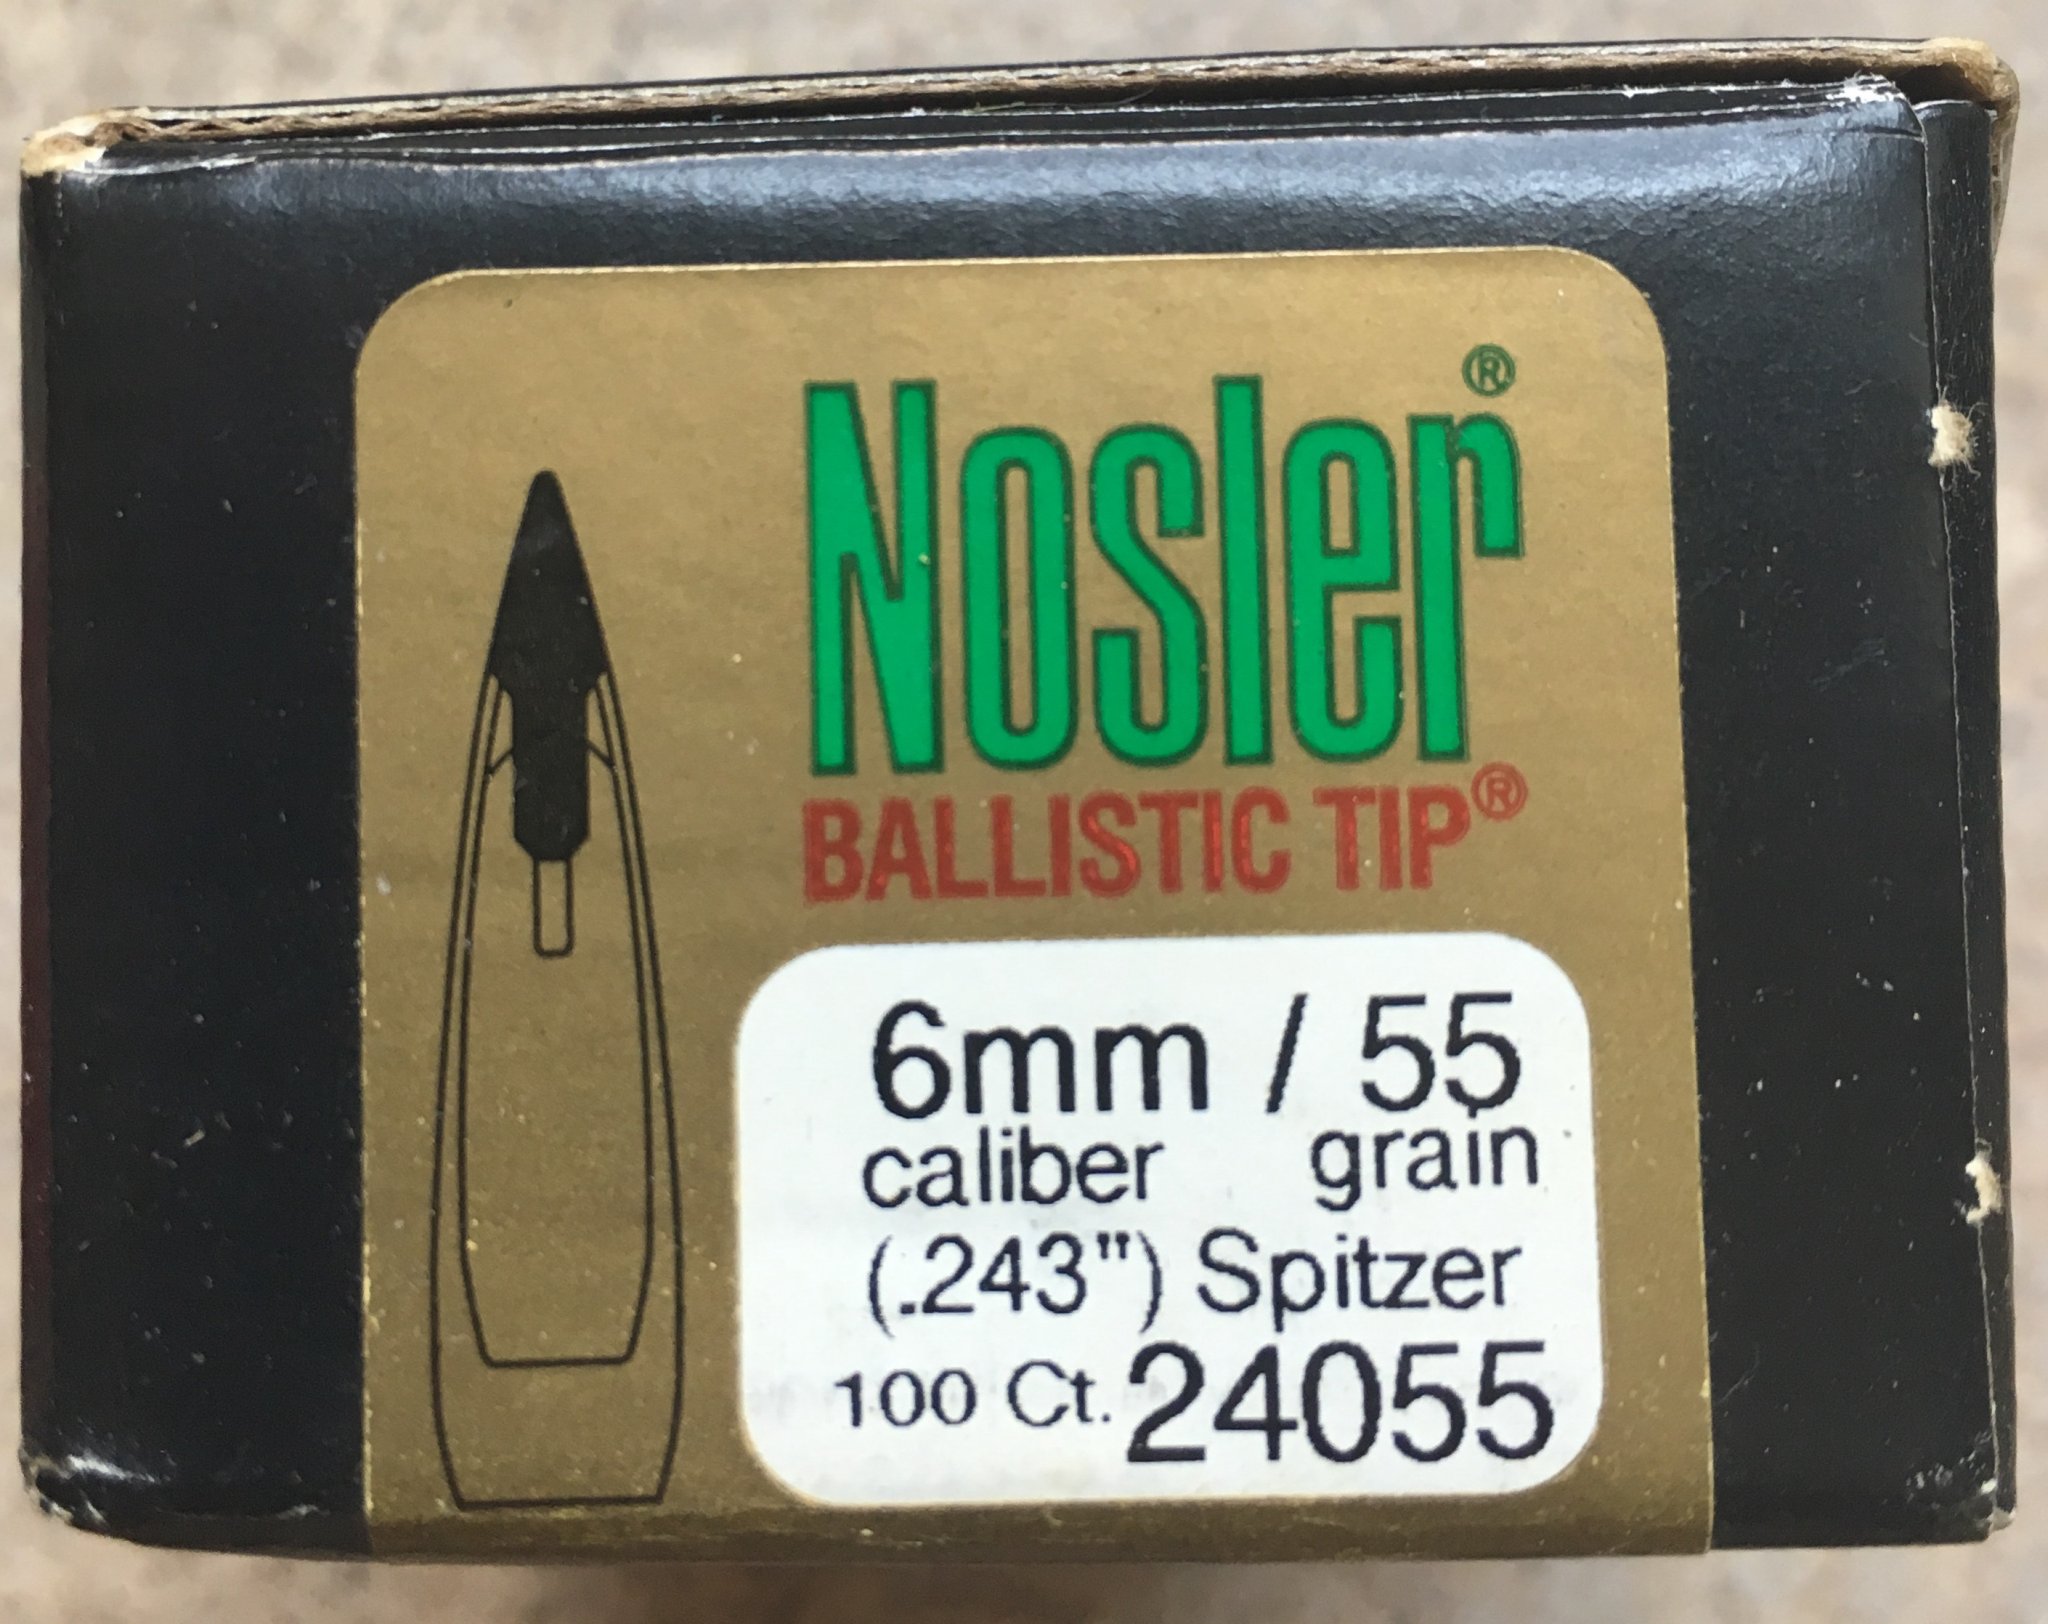 Nosler®
BALLISTIC TIP®
6mm / 55
caliber grain
(.243") Spitzer
100 Ct. 24055